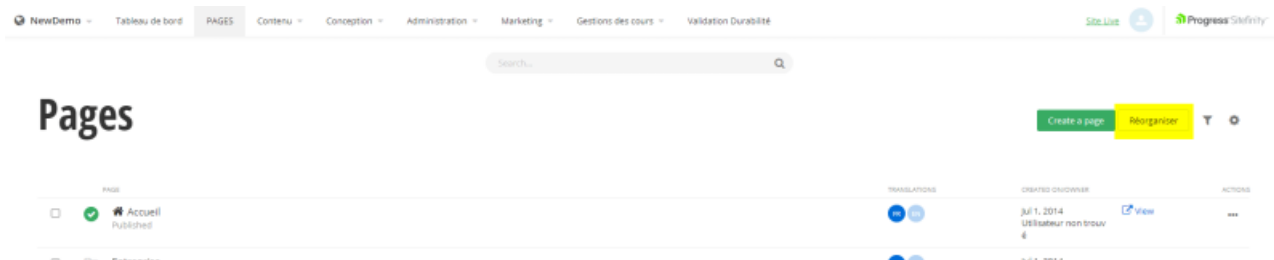 NewDemo
Tableau de bord
PAGES
Contenu
Conception
Administration
Marketing
Gestions des cours
Validation Durabilité
Site Live
Progress Sitefinity
Search...
Pages
Create a page
Réorganiser
PAGE
TRANSLATIONS
CREATED ON/OWNER
ACTIONS
Accueil
Published
Jul 1, 2014
Utilisateur non trouv
é
View